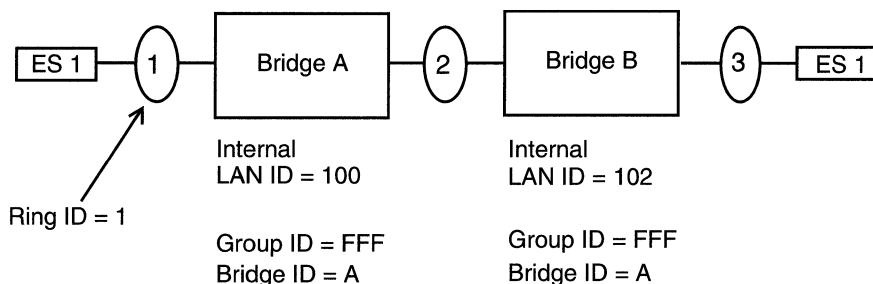 ES 1
1
Bridge A
2
Bridge B
3
ES 1
Internal
LAN ID = 100
Internal
LAN ID = 102
Ring ID = 1
Group ID = FFF
Bridge ID = A
Group ID = FFF
Bridge ID = A